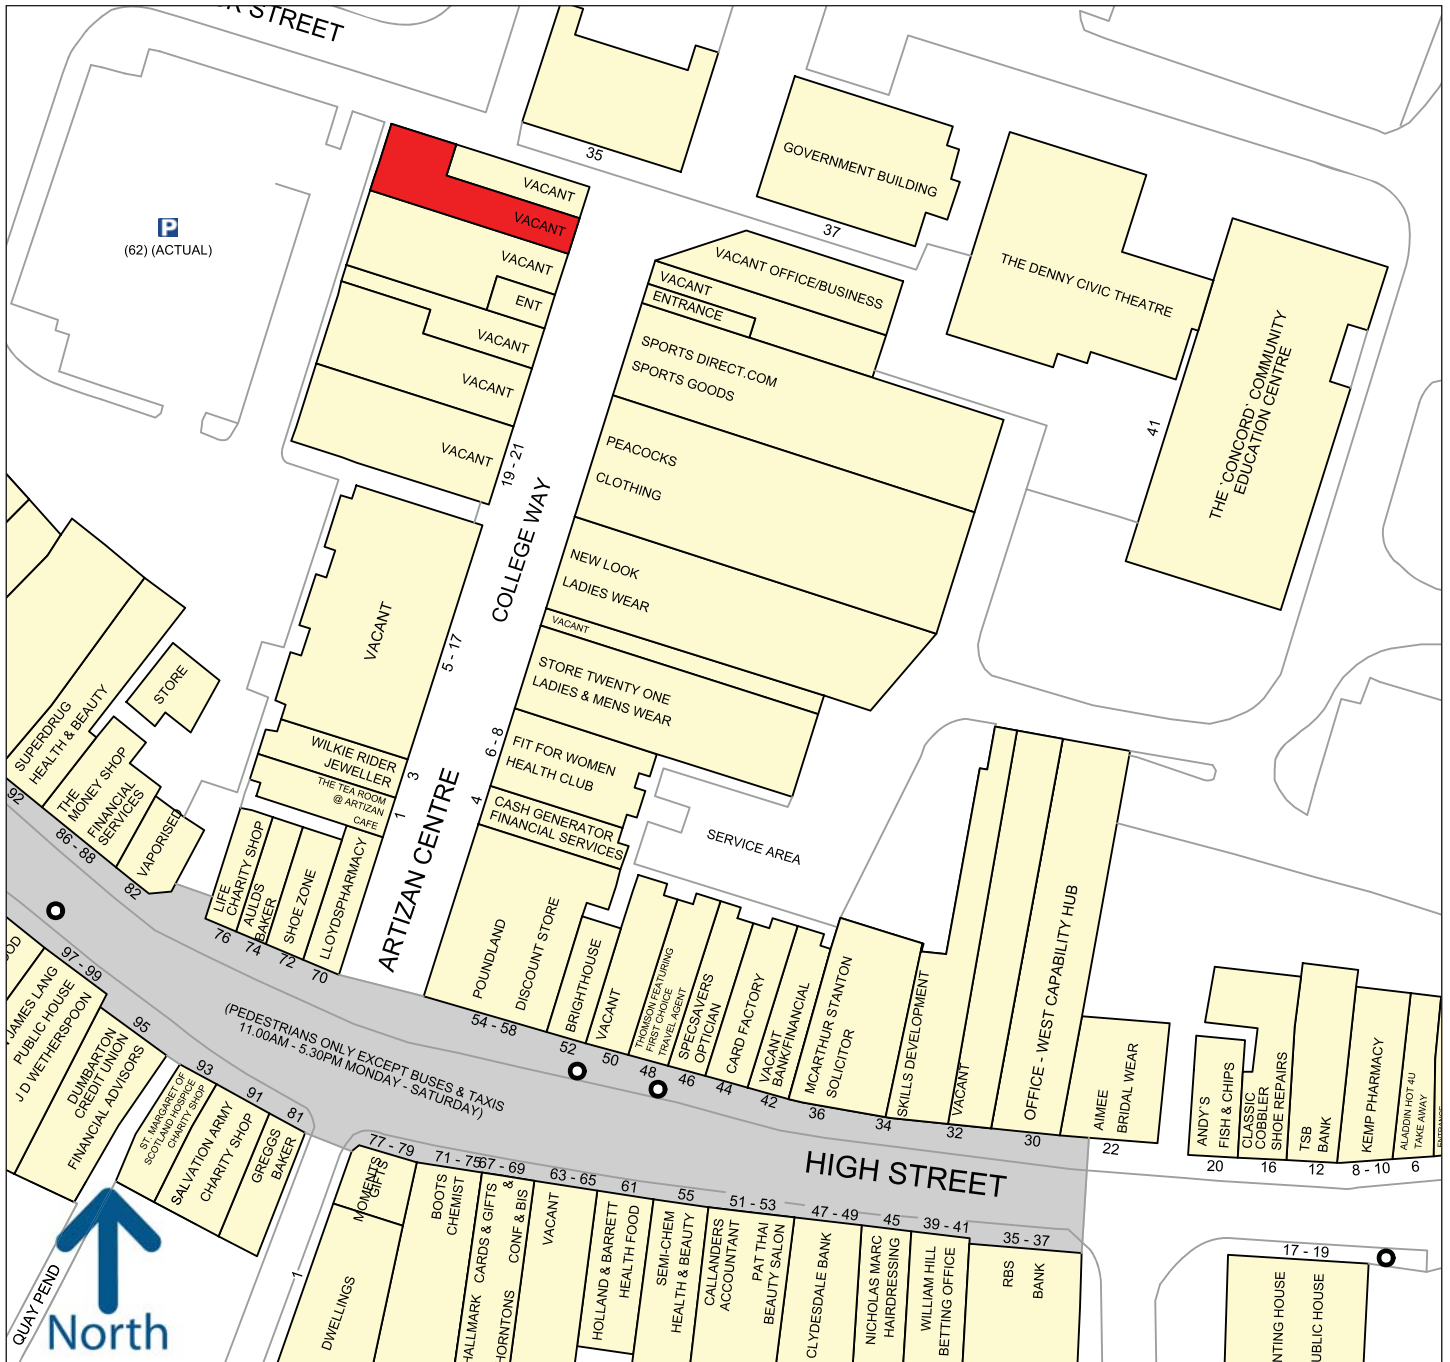 STREET
35
GOVERNMENT BUILDING
37
P
(62) (ACTUAL)
VACANT
VACANT
VACANT
ENT
VACANT
VACANT
VACANT
19 - 21
VACANT OFFICE/BUSINESS
VACANT
ENTRANCE
SPORTS DIRECT.COM
SPORTS GOODS
PEACOCKS
CLOTHING
NEW LOOK
LADIES WEAR
VACANT
STORE TWENTY ONE
LADIES & MENS WEAR
FIT FOR WOMEN
HEALTH CLUB
CASH GENERATOR
FINANCIAL SERVICES
THE DENNY CIVIC THEATRE
41
THE `CONCORD` COMMUNITY
EDUCATION CENTRE
COLLEGE WAY
VACANT
5 - 17
6 - 8
4
3
1
WILKIE RIDER
JEWELLER
THE TEA ROOM
@ ARTIZAN
CAFE
ARTIZAN CENTRE
SERVICE AREA
STORE
SUPERDRUG
HEALTH & BEAUTY
92
THE
MONEY SHOP
FINANCIAL
SERVICES
86 - 88
VAPORISED
82
LIFE
CHARITY SHOP
76
AULDS
BAKER
74
SHOE ZONE
72
LLOYDSPHARMACY
70
POUNDLAND
DISCOUNT STORE
54 - 58
BRIGHTHOUSE
52
VACANT
50
THOMSON FEATURING
FIRST CHOICE
TRAVEL AGENT
48
SPECSAVERS
OPTICIAN
46
CARD FACTORY
44
VACANT
BANK/FINANCIAL
42
MCARTHUR STANTON
SOLICITOR
36
SKILLS DEVELOPMENT
34
VACANT
32
OFFICE - WEST CAPABILITY HUB
30
AIMEE
BRIDAL WEAR
22
ANDY`S
FISH & CHIPS
20
CLASSIC
COBBLER
SHOE REPAIRS
16
TSB
BANK
12
KEMP PHARMACY
8 - 10
ALADDIN HOT 4U
TAKE AWAY
6
(PEDESTRIANS ONLY EXCEPT BUSES & TAXIS
11.00AM - 5.30PM MONDAY - SATURDAY)
HIGH STREET
JAMES LANG
PUBLIC HOUSE
J D WETHERSPOON
97 - 99
DUMBARTON
CREDIT UNION
FINANCIAL ADVISORS
95
ST. MARGARET OF
SCOTLAND HOSPICE
CHARITY SHOP
93
SALVATION ARMY
CHARITY SHOP
91
GREGGS
BAKER
81
QUAY PEND
North
1
MOMENTS
GIFTS
77 - 79
DWELLINGS
BOOTS
CHEMIST
71 - 75
HALLMARK CARDS & GIFTS &
THORNTONS CONF & BIS
67 - 69
VACANT
63 - 65
HOLLAND & BARRETT
HEALTH FOOD
61
SEMI-CHEM
HEALTH & BEAUTY
55
CALLANDERS
ACCOUNTANT
PAT THAI
BEAUTY SALON
51 - 53
CLYDESDALE BANK
47 - 49
NICHOLAS MARC
HAIRDRESSING
45
WILLIAM HILL
BETTING OFFICE
39 - 41
RBS
BANK
35 - 37
17 - 19
HOUSE
HOUSE